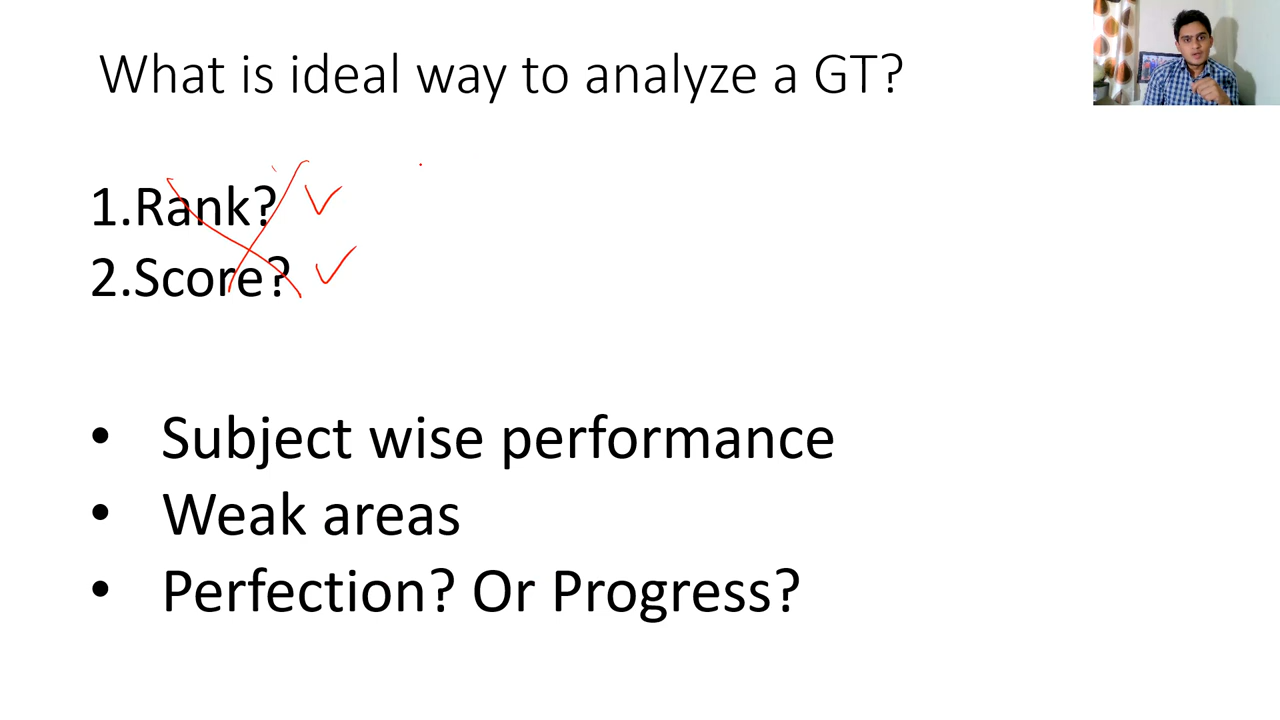 What is ideal way to analyze a GT?
1.Rank?
2.Score?
• Subject wise performance
• Weak areas
• Perfection? Or Progress?